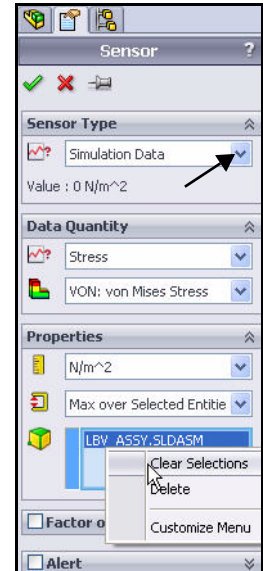 Sensor ?
Sensor Type
Simulation Data
Value : 0 N/m^2
Data Quantity
Stress
VON: von Mises Stress
Properties
N/m^2
Max over Selected Entitie
LBV_ASSY.SLDASM
Clear Selections
Delete
Factor o
Customize Menu
Alert